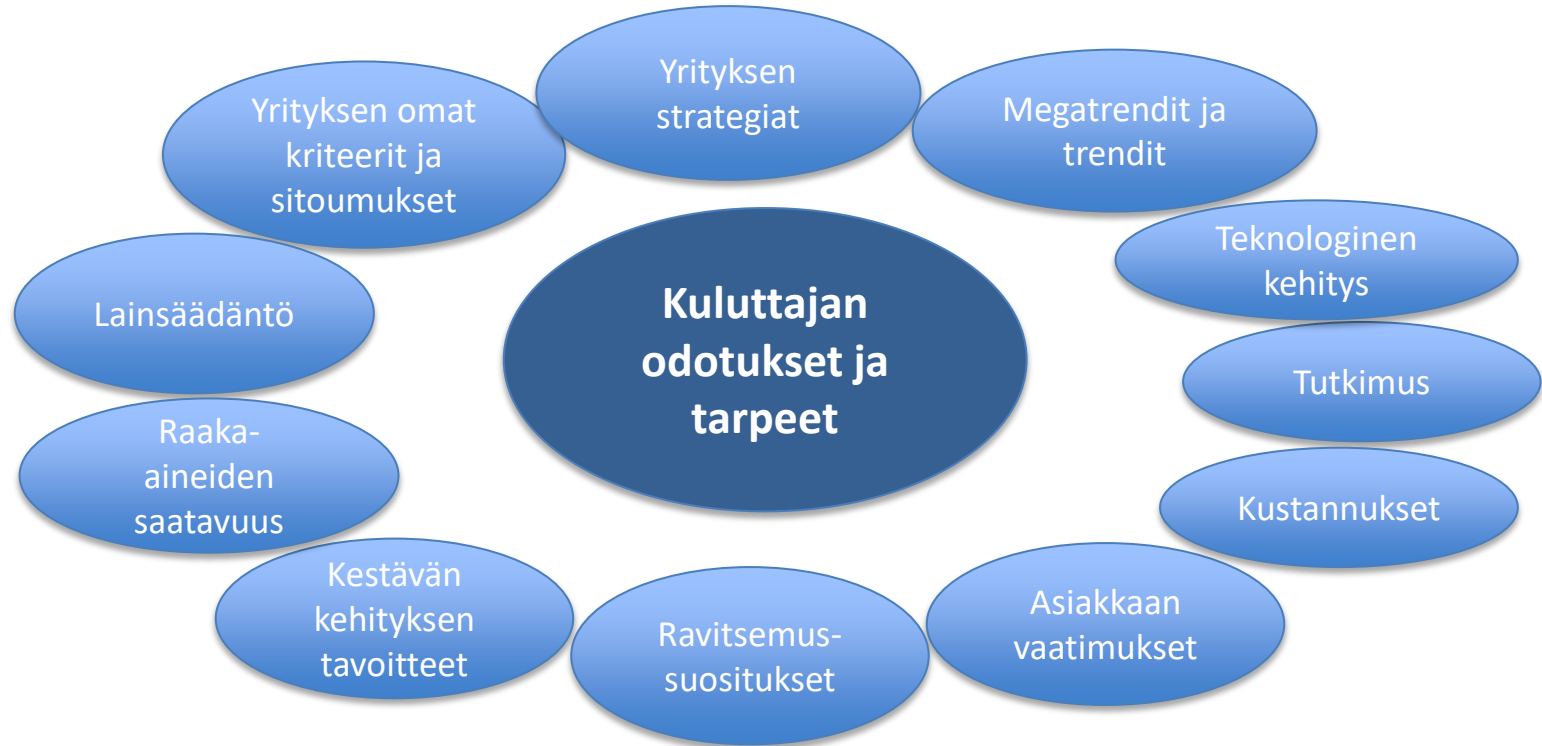 Yrityksen
strategiat
Megatrendit ja
trendit
Teknologinen
kehitys
Tutkimus
Kustannukset
Asiakkaan
vaatimukset
Ravitsemus-
suositukset
Kestävän
kehityksen
tavoitteet
Raaka-
aineiden
saatavuus
Lainsäädäntö
Yrityksen omat
kriteerit ja
sitoumukset
Kuluttajan
odotukset ja
tarpeet